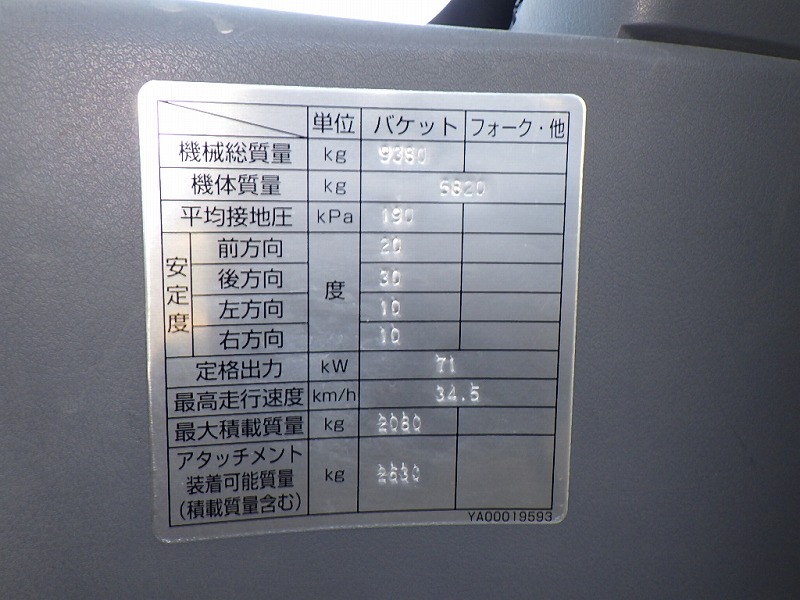 単位 バケット フォーク・他
機械総質量 kg 9380
機体質量 kg 6820
平均接地圧 kPa 190
安定度 前方向 度 20
後方向 30
左方向 10
右方向 10
定格出力 kW 71
最高走行速度 km/h 34.5
最大積載質量 kg 2080
アタッチメント
装着可能質量 kg 2630
(積載質量含む)
YA00019593